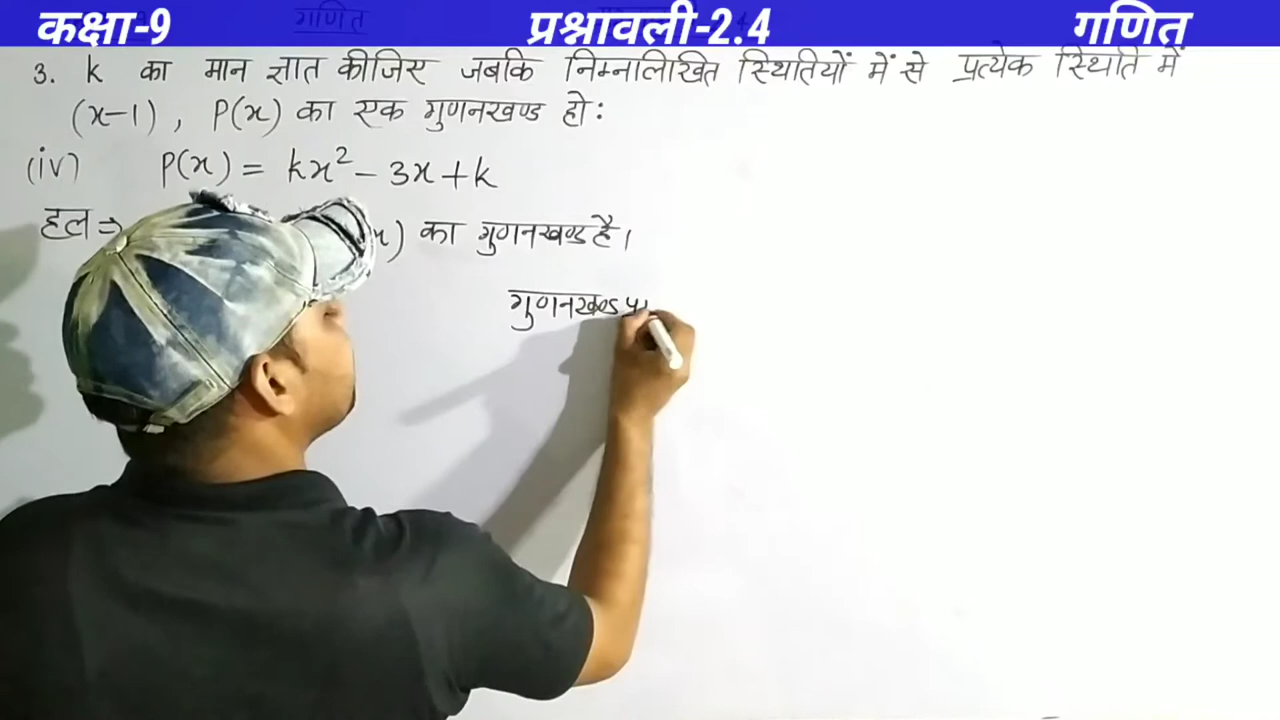 कक्षा-9 प्रश्नावली-2.4 गणित
गणित
3. k का मान ज्ञात कीजिए जबकि निम्नलिखित स्थितियों में से प्रत्येक स्थिति में
(x-1), P(x) का एक गुणनखण्ड हो:
(iv) P(x) = kx² - 3x + k
हल ⇒ x) का गुणनखण्ड है।
गुणनखण्ड